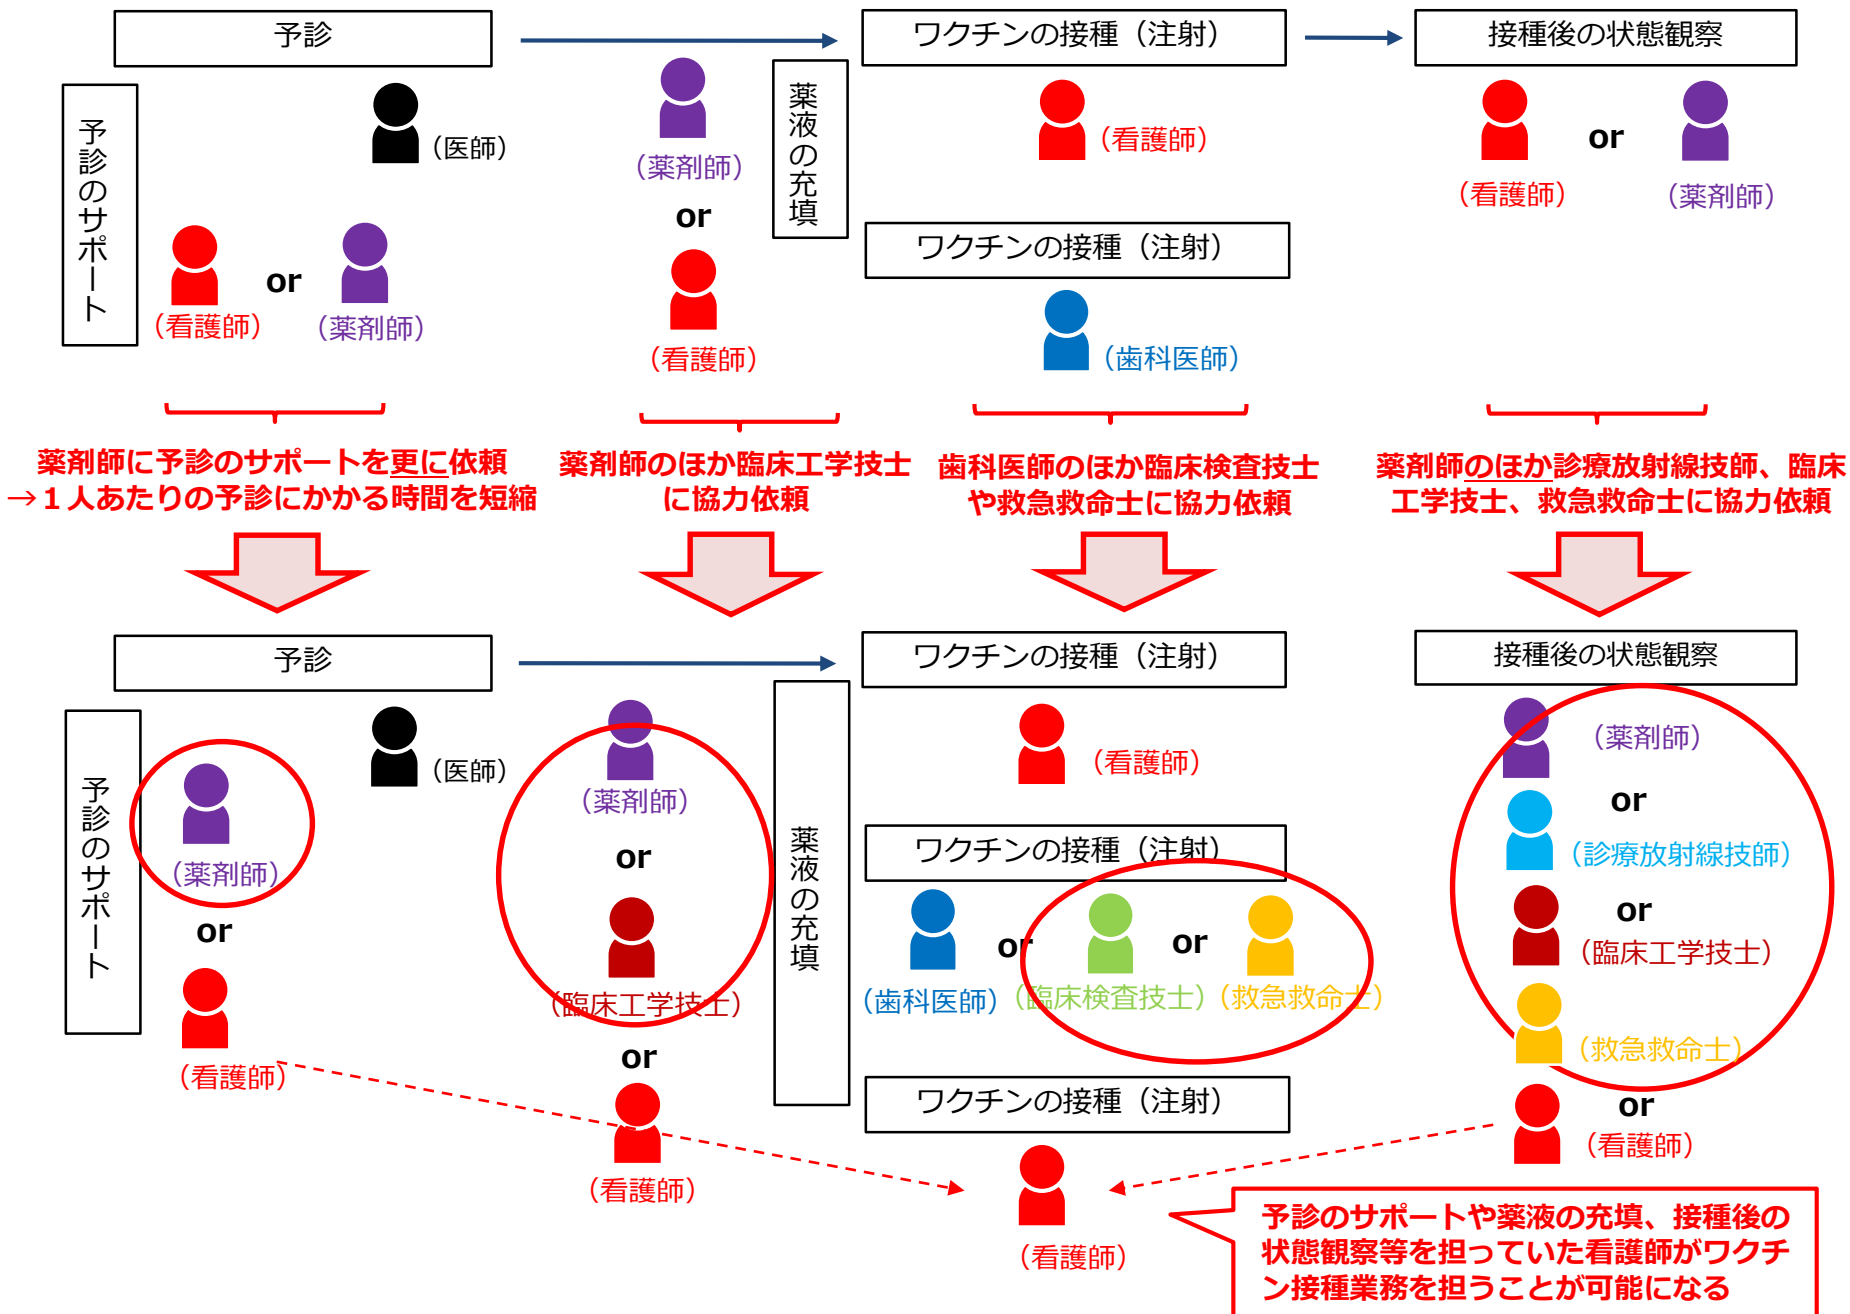 予診
ワクチンの接種（注射）
接種後の状態観察
予診のサポート
（医師）
（看護師）
or
（薬剤師）
（薬剤師）
or
（看護師）
薬液の充填
（看護師）
ワクチンの接種（注射）
（歯科医師）
（看護師）
or
（薬剤師）
薬剤師に予診のサポートを更に依頼
→１人あたりの予診にかかる時間を短縮
薬剤師のほか臨床工学技士
に協力依頼
歯科医師のほか臨床検査技士
や救急救命士に協力依頼
薬剤師のほか診療放射線技師、臨床
工学技士、救急救命士に協力依頼
予診
ワクチンの接種（注射）
接種後の状態観察
予診のサポート
（医師）
（薬剤師）
or
（看護師）
（薬剤師）
or
（臨床工学技士）
or
（看護師）
薬液の充填
（看護師）
ワクチンの接種（注射）
or
or
（歯科医師）
（臨床検査技士）
（救急救命士）
ワクチンの接種（注射）
（看護師）
（薬剤師）
or
（診療放射線技師）
or
（臨床工学技士）
（救急救命士）
or
（看護師）
予診のサポートや薬液の充填、接種後の
状態観察等を担っていた看護師がワクチ
ン接種業務を担うことが可能になる